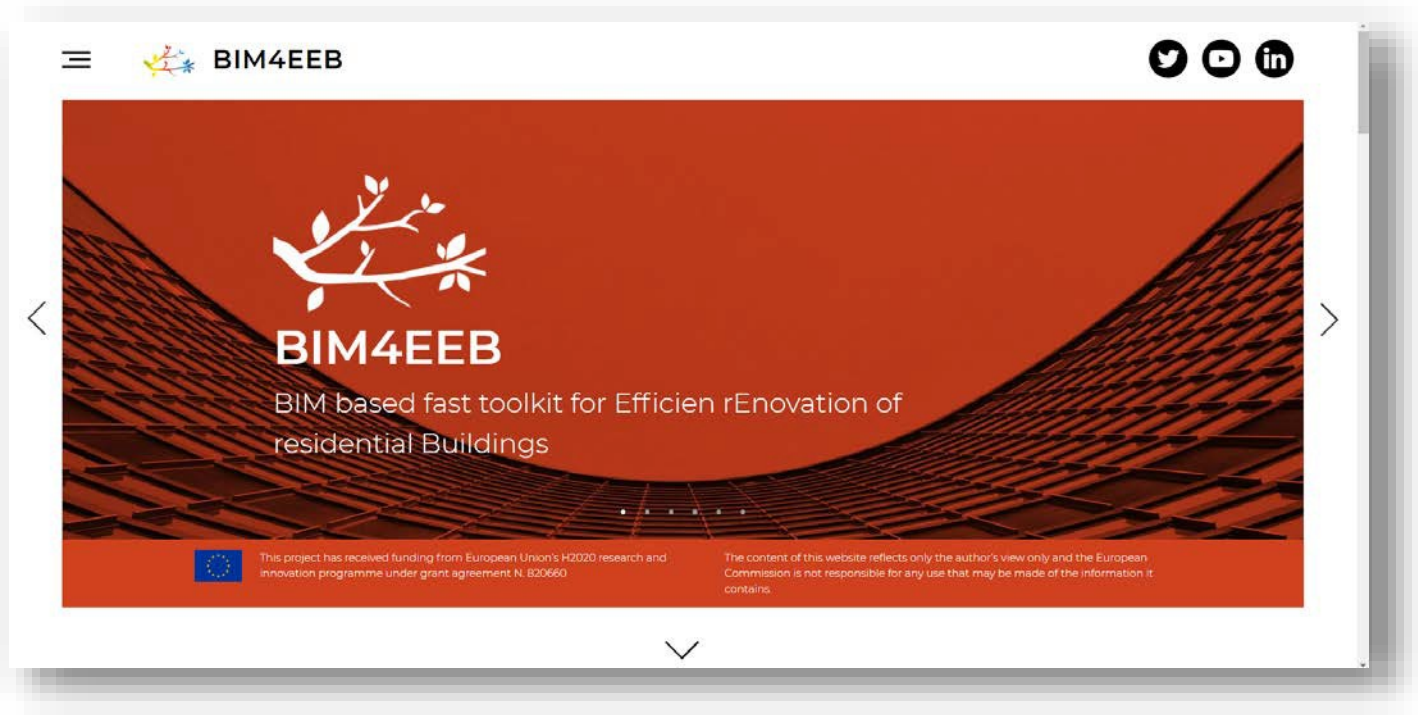 BIM4EEB
in
BIM4EEB
BIM based fast toolkit for Efficien rEnovation of
residential Buildings
This project has received funding from European Union's H2020 research and
innovation programme under grant agreement N. 820660
The content of this website reflects only the author's view only and the European
Commission is not responsible for any use that may be made of the information it
contains.